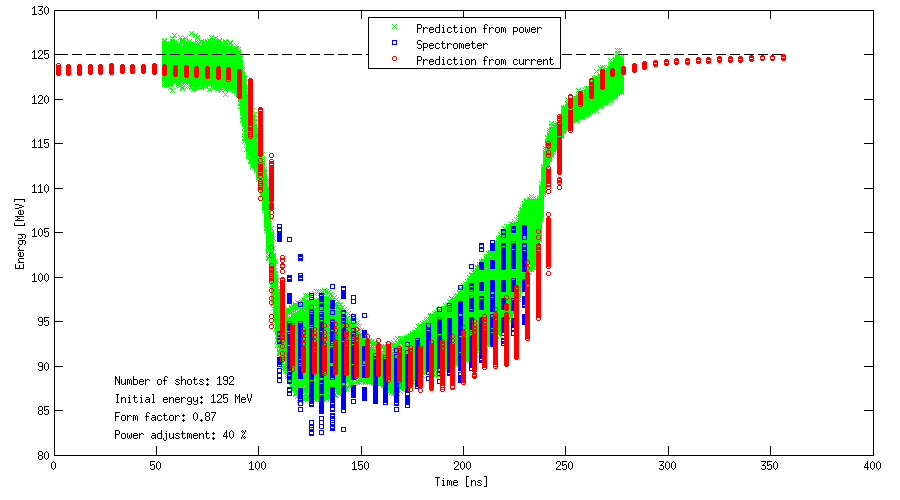 130
125
120
115
110
105
100
95
90
85
80
Energy [MeV]
Prediction from power
Spectrometer
Prediction from current
Number of shots: 192
Initial energy: 125 MeV
Form factor: 0.87
Power adjustment: 40 %
0 50 100 150 200 250 300 350 400
Time [ns]